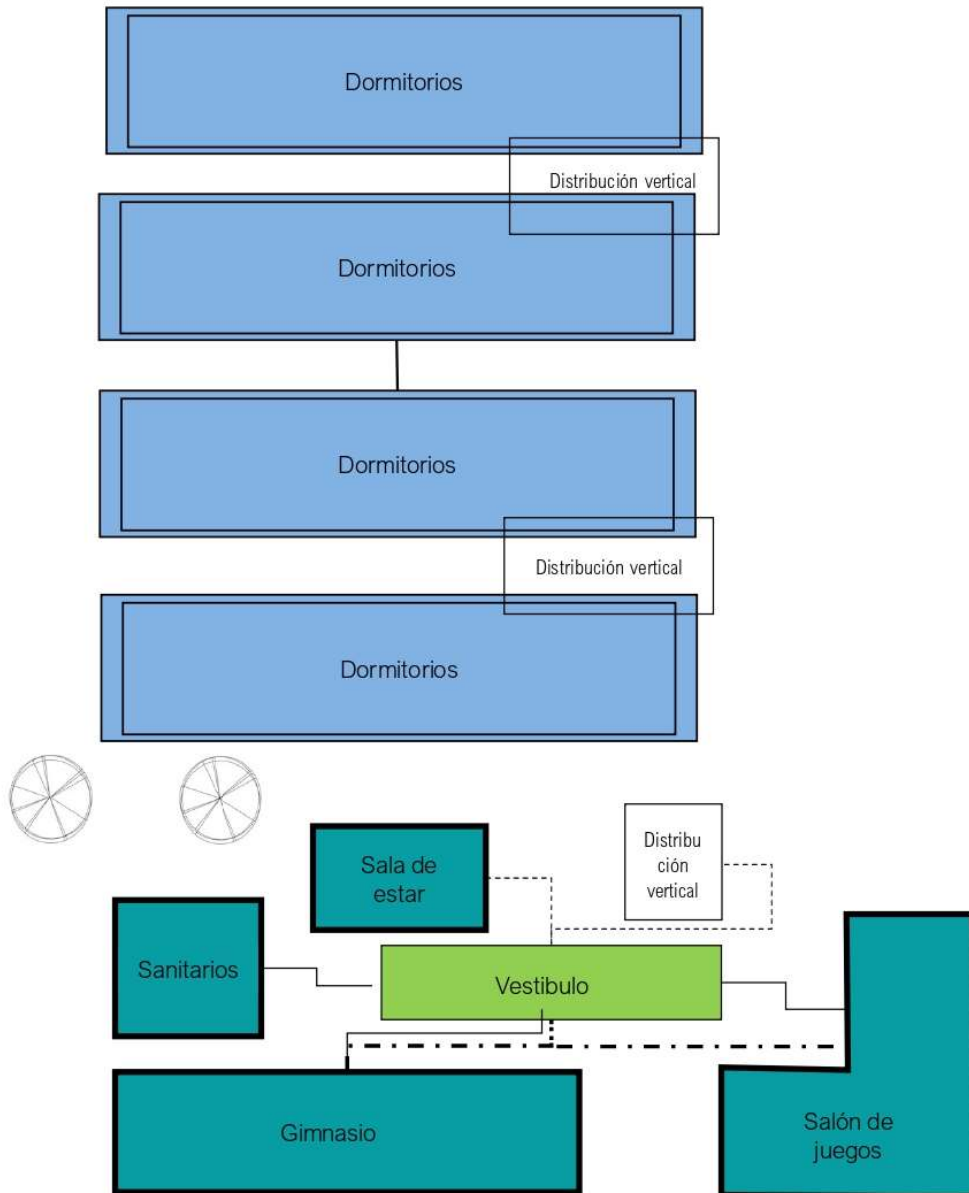 Dormitorios
Distribución vertical
Dormitorios
Dormitorios
Distribución vertical
Dormitorios
Distribu
ción
vertical
Sala de
estar
Sanitarios
Vestíbulo
Gimnasio
Salón de
juegos